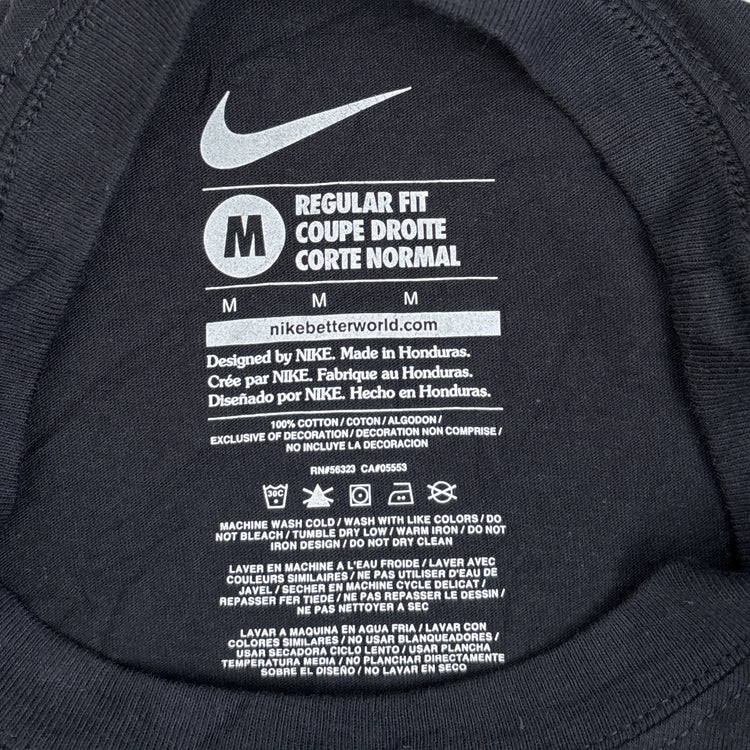 M
REGULAR FIT
COUPE DROITE
CORTE NORMAL
M M M
nikebetterworld.com
Designed by NIKE. Made in Honduras.
Crée par NIKE. Fabrique au Honduras.
Diseñado por NIKE. Hecho en Honduras.
100% COTTON / COTON / ALGODON /
EXCLUSIVE OF DECORATION / DECORATION NON COMPRISE /
NO INCLUYE LA DECORACION
RN#56323 CA#05553
30C
MACHINE WASH COLD / WASH WITH LIKE COLORS / DO
NOT BLEACH / TUMBLE DRY LOW / WARM IRON / DO NOT
IRON DESIGN / DO NOT DRY CLEAN
LAVER EN MACHINE A L'EAU FROIDE / LAVER AVEC
COULEURS SIMILAIRES / NE PAS UTILISER D'EAU DE
JAVEL / SECHER EN MACHINE CYCLE DELICAT /
REPASSER FER TIEDE / NE PAS REPASSER LE DESSIN /
NE PAS NETTOYER A SEC
LAVAR A MAQUINA EN AGUA FRIA / LAVAR CON
COLORES SIMILARES / NO USAR BLANQUEADORES /
USAR SECADORA CICLO LENTO / USAR PLANCHA
TEMPERATURA MEDIA / NO PLANCHAR DIRECTAMENTE
SOBRE EL DISEÑO / NO LAVAR EN SECO